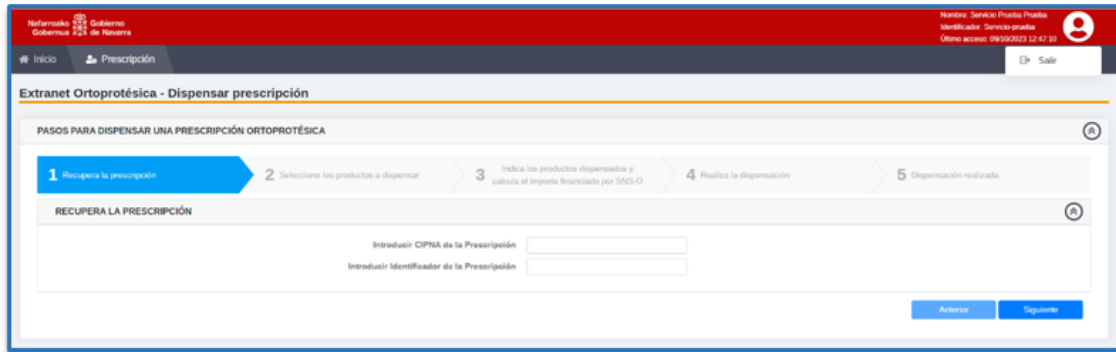 Nafarroako Gobierno
Gobernua de Navarra
Nombre: Servicio Prueba Prueba
Identificador: Servicio-prueba
Último acceso: 09/10/2023 12:47:10
Inicio
Prescripción
Salir
Extranet Ortoprotésica - Dispensar prescripción
PASOS PARA DISPENSAR UNA PRESCRIPCIÓN ORTOPROTÉSICA
1 Recupera la prescripción
2 Seleccione los productos a dispensar
3 Indica los productos dispensados y
calcula el importe financiado por SNS-O
4 Realiza la dispensación
5 Dispensación realizada.
RECUPERA LA PRESCRIPCIÓN
Introducir CIPNA de la Prescripción
Introducir Identificador de la Prescripción
Anterior
Siguiente